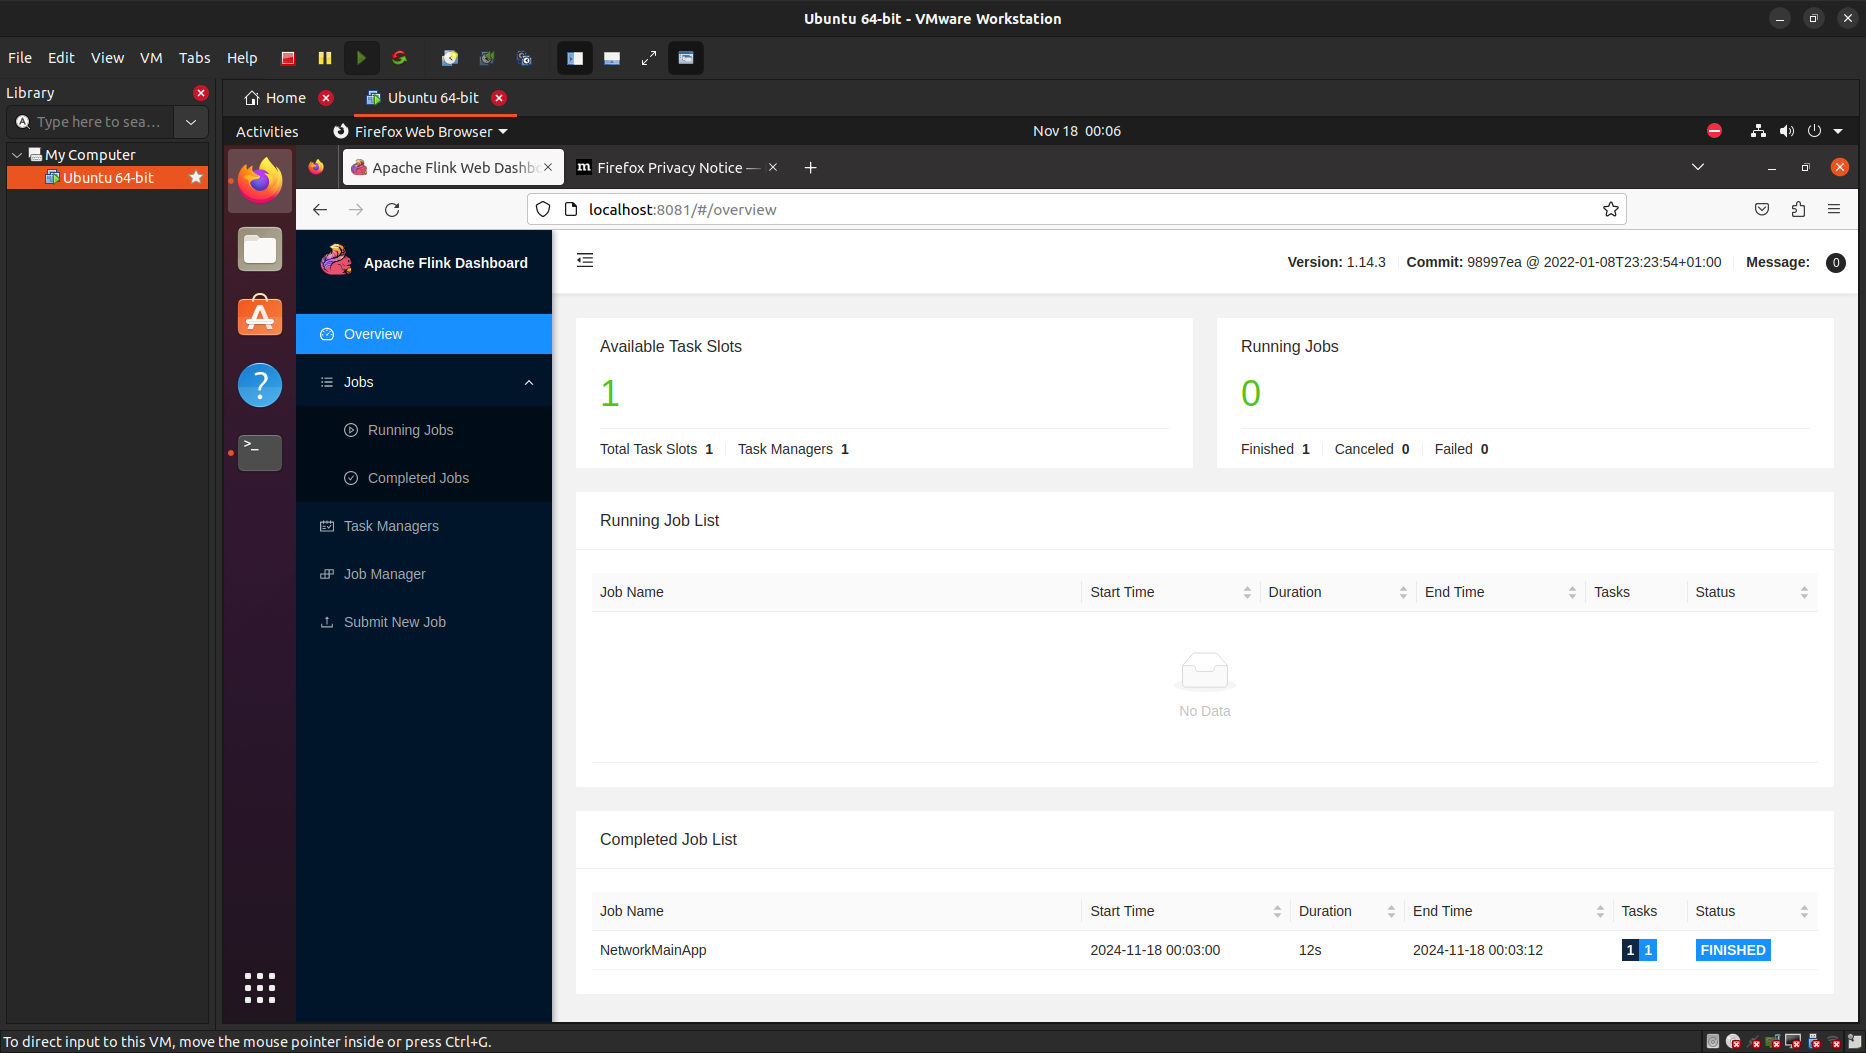 Ubuntu 64-bit - VMware Workstation
File Edit View VM Tabs Help
Library
Type here to sea...
My Computer
Ubuntu 64-bit
Home
Ubuntu 64-bit
Activities
Firefox Web Browser
Nov 18 00:06
Apache Flink Web Dashb
Firefox Privacy Notice —
localhost:8081/#/overview
Apache Flink Dashboard
Overview
Jobs
Running Jobs
Completed Jobs
Task Managers
Job Manager
Submit New Job
Version: 1.14.3 Commit: 98997ea @ 2022-01-08T23:23:54+01:00 Message: 0
Available Task Slots
1
Total Task Slots 1 Task Managers 1
Running Jobs
0
Finished 1 Canceled 0 Failed 0
Running Job List
Job Name Start Time Duration End Time Tasks Status
No Data
Completed Job List
Job Name Start Time Duration End Time Tasks Status
NetworkMainApp 2024-11-18 00:03:00 12s 2024-11-18 00:03:12 1 1 FINISHED
To direct input to this VM, move the mouse pointer inside or press Ctrl+G.